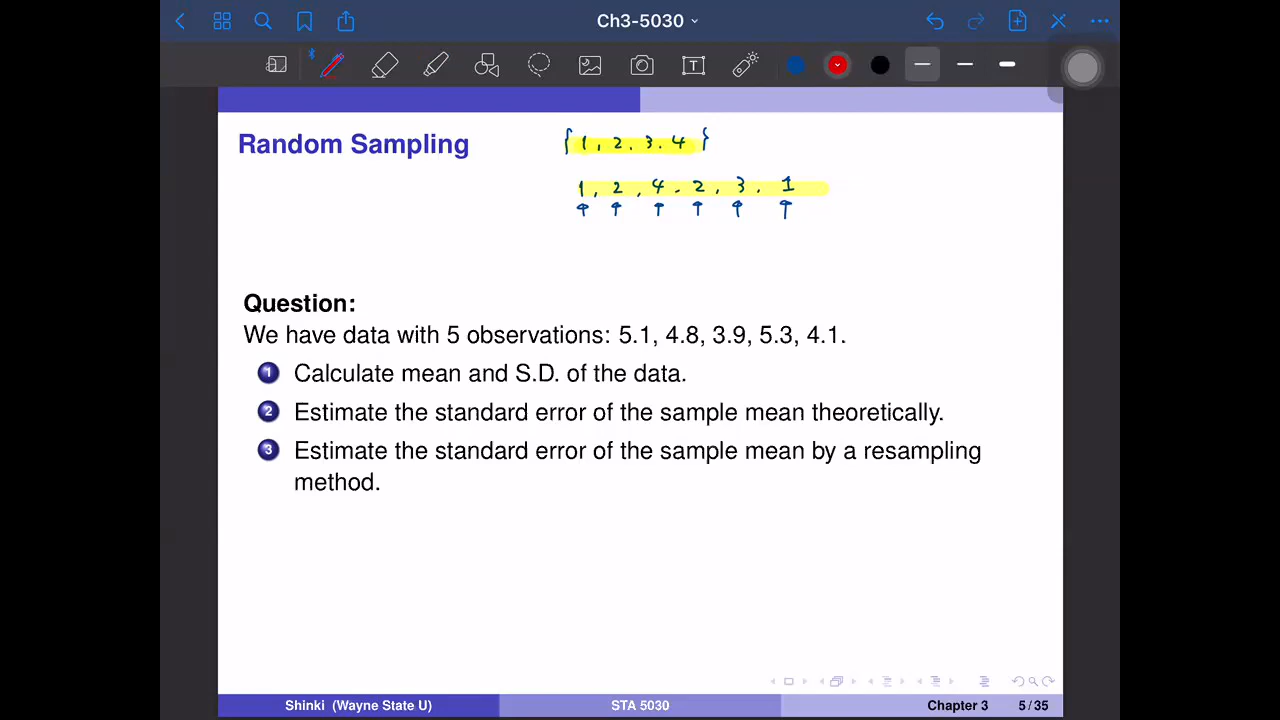 Ch3-5030
Random Sampling
{ 1, 2, 3. 4 }
1, 2, 4. 2, 3. 1
Question:
We have data with 5 observations: 5.1, 4.8, 3.9, 5.3, 4.1.
1 Calculate mean and S.D. of the data.
2 Estimate the standard error of the sample mean theoretically.
3 Estimate the standard error of the sample mean by a resampling
method.
Shinki (Wayne State U) STA 5030 Chapter 3 5 / 35